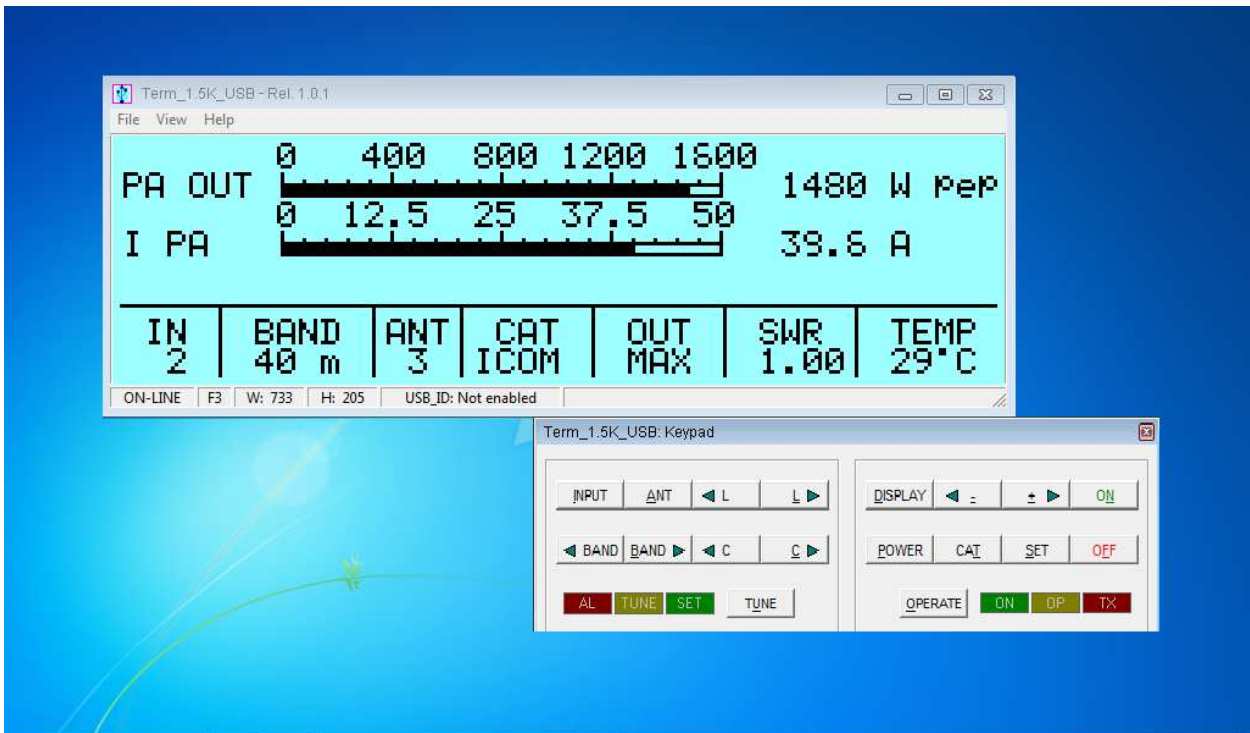 Term_1.5K_USB - Rel. 1.0.1
File View Help
0 400 800 1200 1600
PA OUT 1480 W pep
0 12.5 25 37.5 50
I PA 39.6 A
IN BAND ANT CAT OUT SWR TEMP
2 40 m 3 ICOM MAX 1.00 29°C
ON-LINE F3 W: 733 H: 205 USB_ID: Not enabled
Term_1.5K_USB: Keypad
INPUT ANT ◀ L L ▶ DISPLAY ◀ - + ▶ ON
◀ BAND BAND ▶ ◀ C C ▶ POWER CAT SET OFF
AL TUNE SET TUNE OPERATE ON OP TX